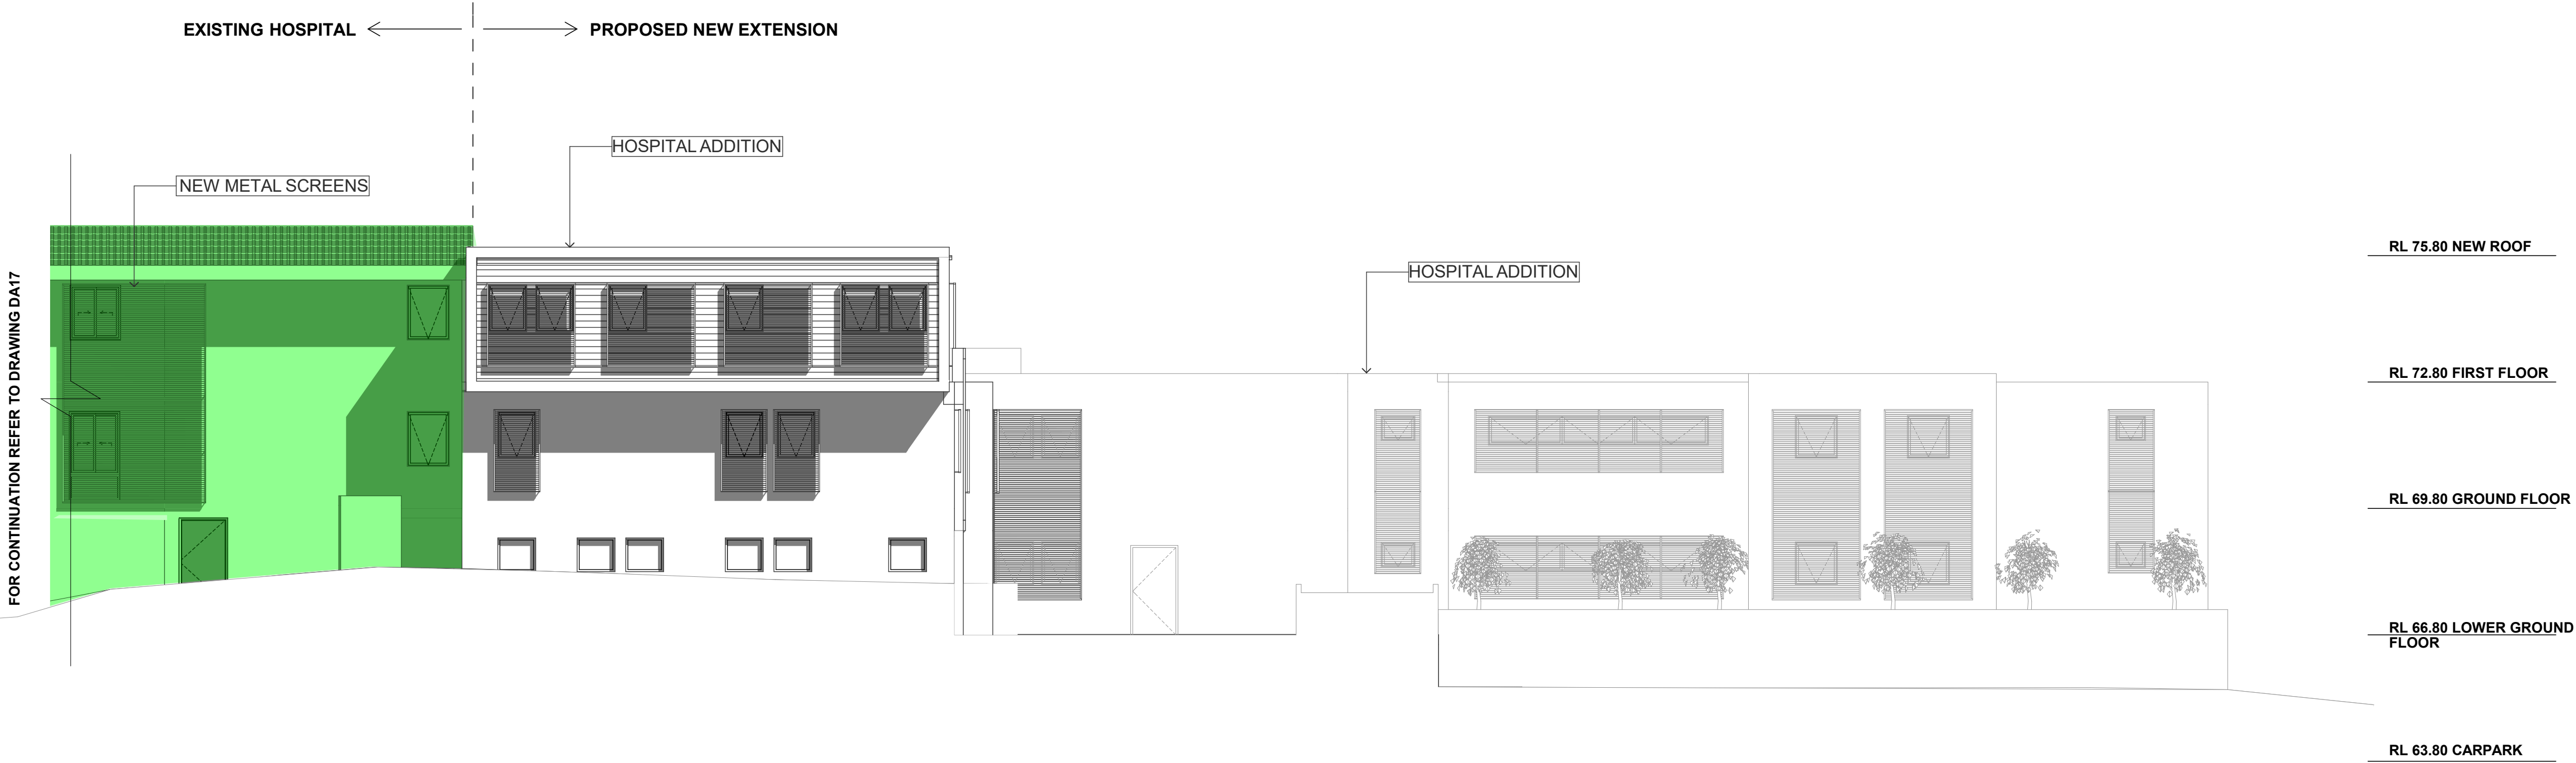 EXISTING HOSPITAL
PROPOSED NEW EXTENSION
HOSPITAL ADDITION
NEW METAL SCREENS
HOSPITAL ADDITION
FOR CONTINUATION REFER TO DRAWING DA17
RL 75.80 NEW ROOF
RL 72.80 FIRST FLOOR
RL 69.80 GROUND FLOOR
RL 66.80 LOWER GROUND
FLOOR
RL 63.80 CARPARK